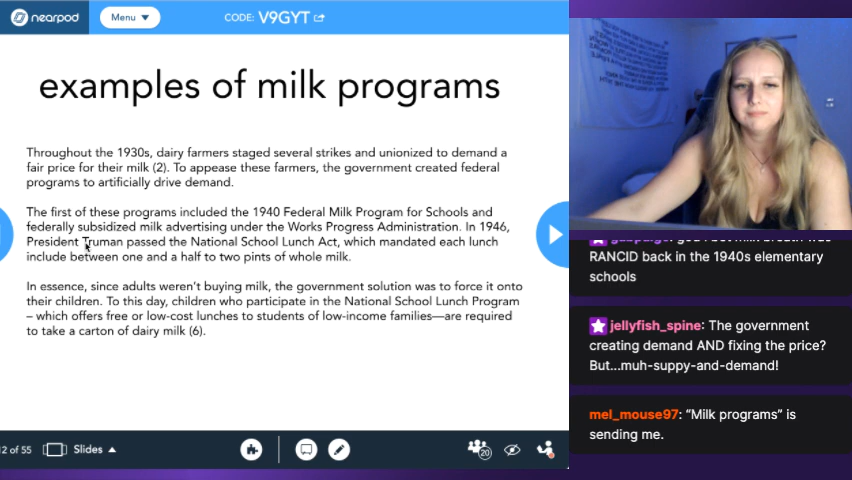 nearpod
Menu
CODE: V9GYT
examples of milk programs
Throughout the 1930s, dairy farmers staged several strikes and unionized to demand a
fair price for their milk (2). To appease these farmers, the government created federal
programs to artificially drive demand.
The first of these programs included the 1940 Federal Milk Program for Schools and
federally subsidized milk advertising under the Works Progress Administration. In 1946,
President Truman passed the National School Lunch Act, which mandated each lunch
include between one and a half to two pints of whole milk.
In essence, since adults weren't buying milk, the government solution was to force it onto
their children. To this day, children who participate in the National School Lunch Program
– which offers free or low-cost lunches to students of low-income families—are required
to take a carton of dairy milk (6).
12 of 55
Slides
20
RANCID back in the 1940s elementary
schools
jellyfish_spine: The government
creating demand AND fixing the price?
But...muh-suppy-and-demand!
mel_mouse97: “Milk programs” is
sending me.